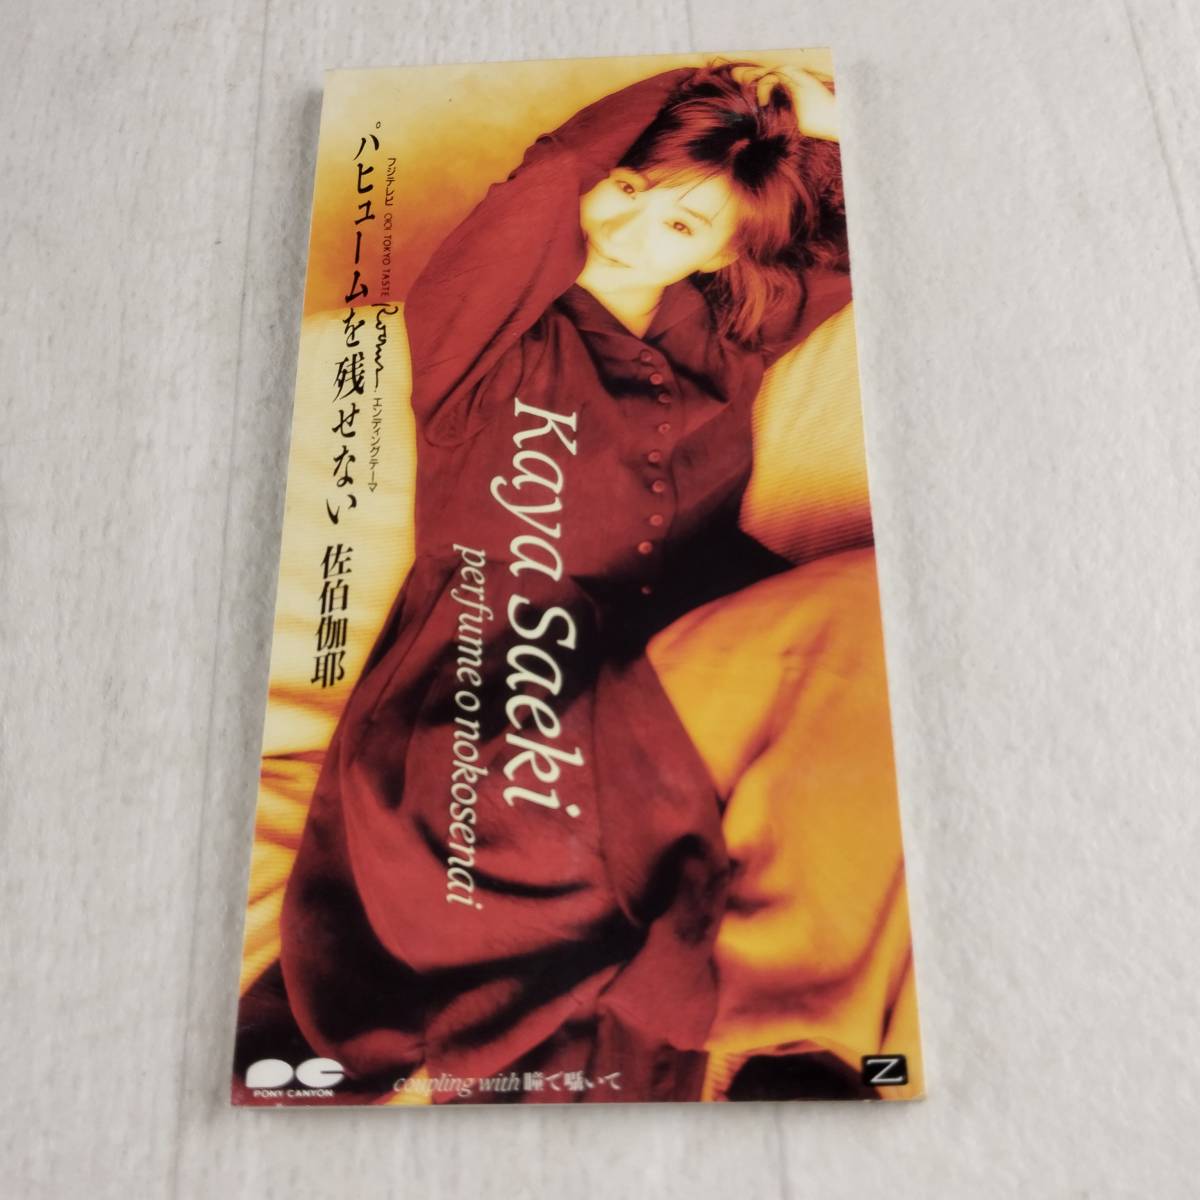 パヒュームを残せない 佐伯伽耶
フジテレビ OIOI TOKYO TASTE
エンディングテーマ
Kaya Saeki
perfume o nokosenai
PONY CANYON
coupling with 瞳で囁いて
Z